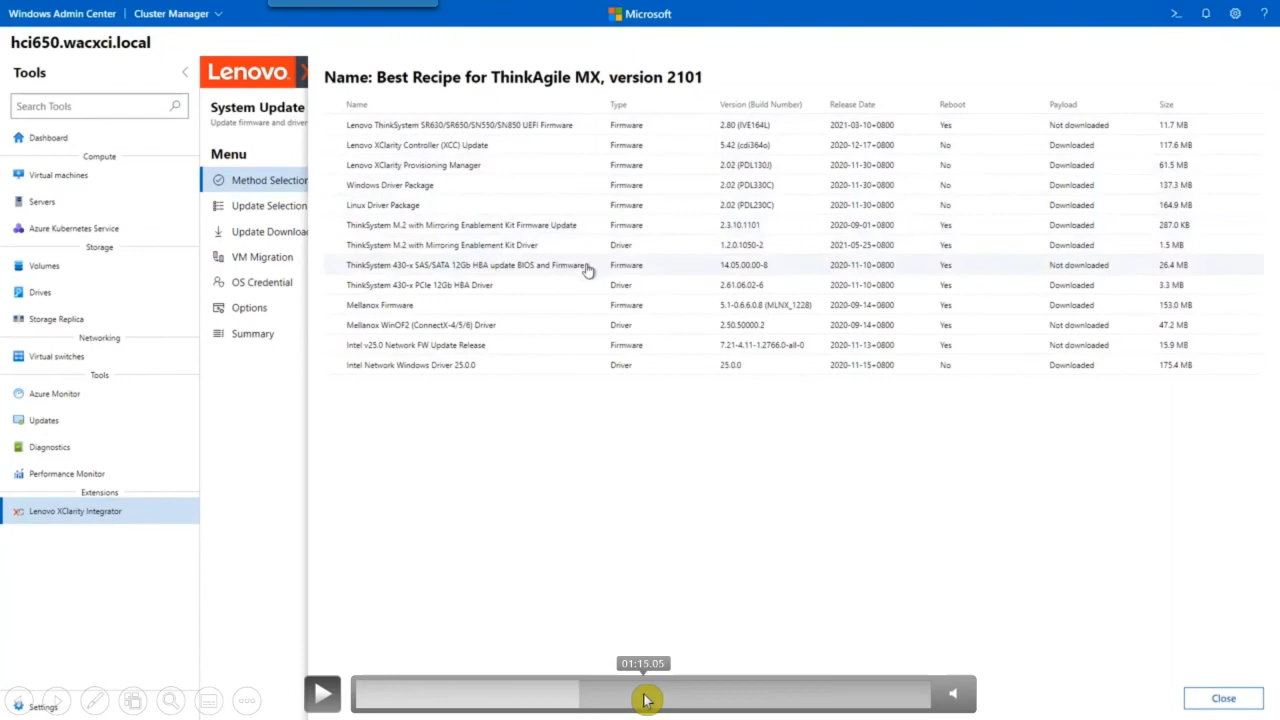 Windows Admin Center | Cluster Manager
Microsoft
>_ ?
hci650.wacxci.local
Tools
Search Tools
Dashboard
Compute
Virtual machines
Servers
Azure Kubernetes Service
Storage
Volumes
Drives
Storage Replica
Networking
Virtual switches
Tools
Azure Monitor
Updates
Diagnostics
Performance Monitor
Extensions
Lenovo XClarity Integrator
Settings
Lenovo
System Update
Update firmware and driver
Menu
Method Selection
Update Selection
Update Downloa
VM Migration
OS Credential
Options
Summary
Name: Best Recipe for ThinkAgile MX, version 2101
Name Type Version (Build Number) Release Date Reboot Payload Size
Lenovo ThinkSystem SR630/SR650/SN550/SN850 UEFI Firmware Firmware 2.80 (IVE164L) 2021-03-10+0800 Yes Not downloaded 11.7 MB
Lenovo XClarity Controller (XCC) Update Firmware 5.42 (cdi364o) 2020-12-17+0800 No Downloaded 117.6 MB
Lenovo XClarity Provisioning Manager Firmware 2.02 (PDL130J) 2020-11-30+0800 No Downloaded 61.5 MB
Windows Driver Package Firmware 2.02 (PDL330C) 2020-11-30+0800 No Downloaded 137.3 MB
Linux Driver Package Firmware 2.02 (PDL230C) 2020-11-30+0800 No Downloaded 164.9 MB
ThinkSystem M.2 with Mirroring Enablement Kit Firmware Update Firmware 2.3.10.1101 2020-09-01+0800 Yes Downloaded 287.0 KB
ThinkSystem M.2 with Mirroring Enablement Kit Driver Driver 1.2.0.1050-2 2021-05-25+0800 Yes Downloaded 1.5 MB
ThinkSystem 430-x SAS/SATA 12Gb HBA update BIOS and Firmware Firmware 14.05.00.00-8 2020-11-10+0800 Yes Not downloaded 26.4 MB
ThinkSystem 430-x PCIe 12Gb HBA Driver Driver 2.61.06.02-6 2020-11-10+0800 Yes Downloaded 3.3 MB
Mellanox Firmware Firmware 5.1-0.6.6.0.8 (MLNX_1228) 2020-09-14+0800 Yes Downloaded 153.0 MB
Mellanox WinOF2 (ConnectX-4/5/6) Driver Driver 2.50.50000.2 2020-09-14+0800 Yes Not downloaded 47.2 MB
Intel v25.0 Network FW Update Release Firmware 7.21-4.11-1.2766.0-all-0 2020-11-13+0800 Yes Not downloaded 15.9 MB
Intel Network Windows Driver 25.0.0 Driver 25.0.0 2020-11-15+0800 No Downloaded 175.4 MB
01:15.05
Close